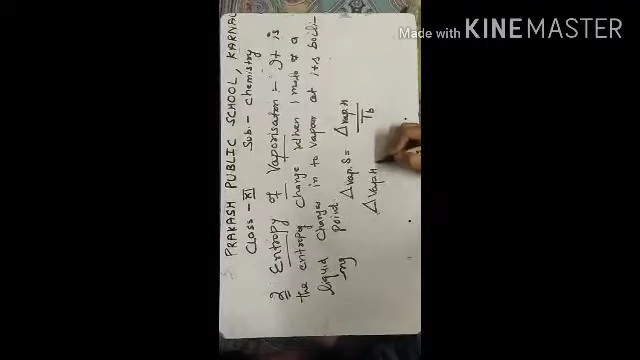 Made with KINEMASTER
PRAKASH PUBLIC SCHOOL, KARNAL
Class - XI Sub. - Chemistry
2 Entropy of Vaporisation :- It is
the entropy change when 1 mole of a
liquid changes in to vapour at its boili-
ng point. Δvap.S = ΔvapH / Tb
ΔvapH